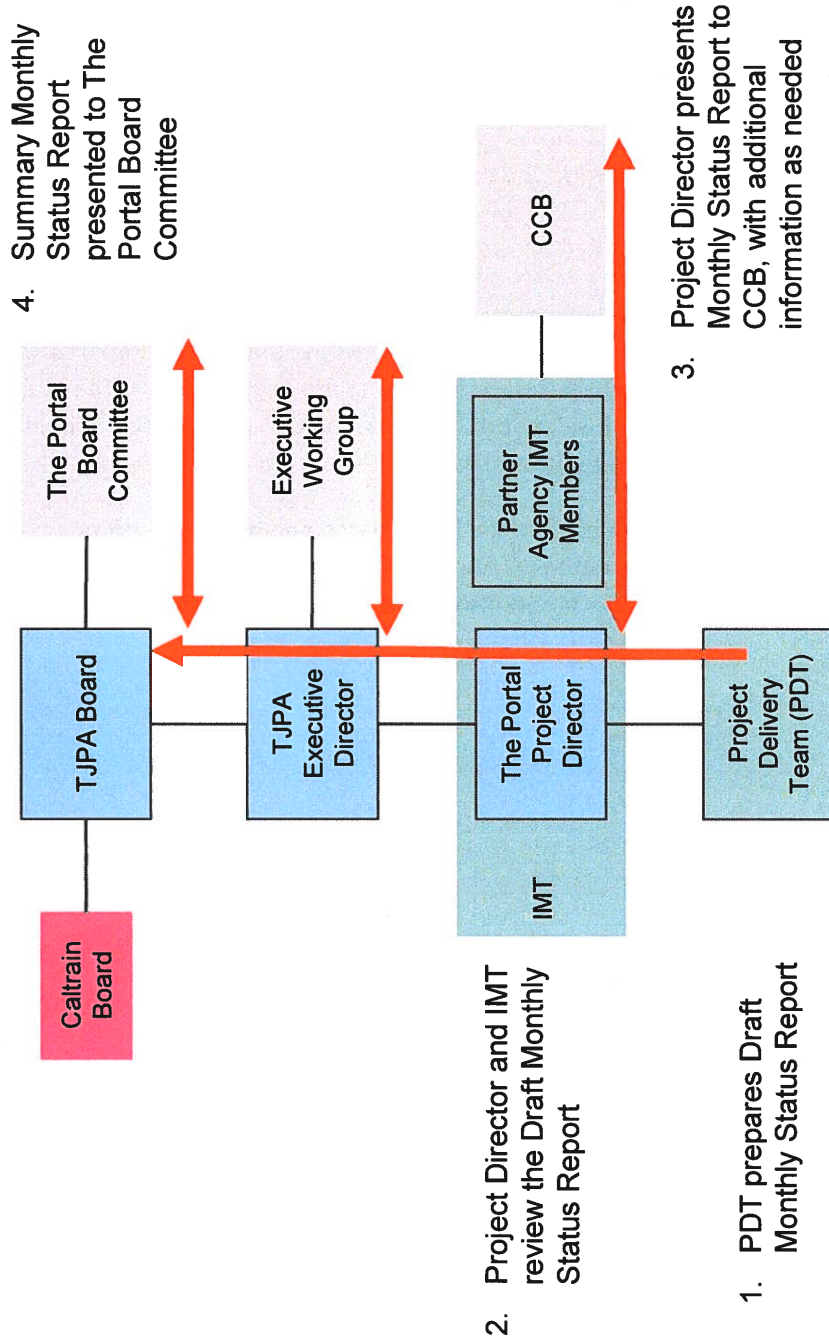 4. Summary Monthly
Status Report
presented to The
Portal Board
Committee
Caltrain
Board
TJPA Board
The Portal
Board
Committee
TJPA
Executive
Director
Executive
Working
Group
2. Project Director and IMT
review the Draft Monthly
Status Report
IMT
The Portal
Project
Director
Partner
Agency IMT
Members
CCB
1. PDT prepares Draft
Monthly Status Report
Project
Delivery
Team (PDT)
3. Project Director presents
Monthly Status Report to
CCB, with additional
information as needed